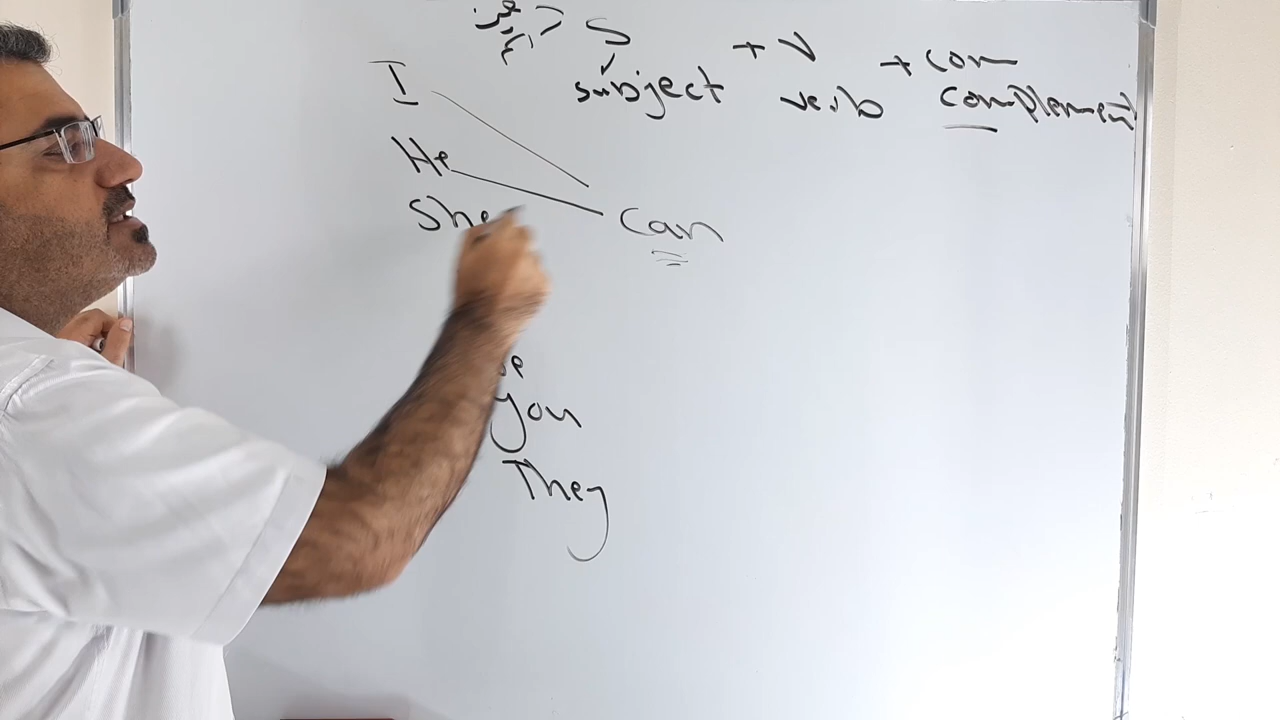 S + V + com
subject verb complement
I
He
She
can
you
They